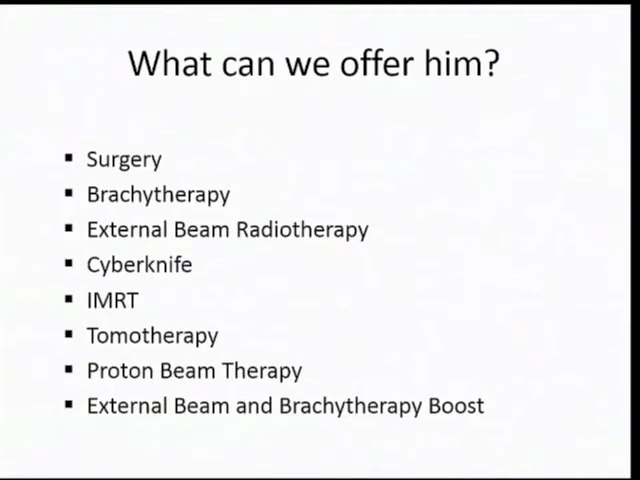 What can we offer him?
▪ Surgery
▪ Brachytherapy
▪ External Beam Radiotherapy
▪ Cyberknife
▪ IMRT
▪ Tomotherapy
▪ Proton Beam Therapy
▪ External Beam and Brachytherapy Boost